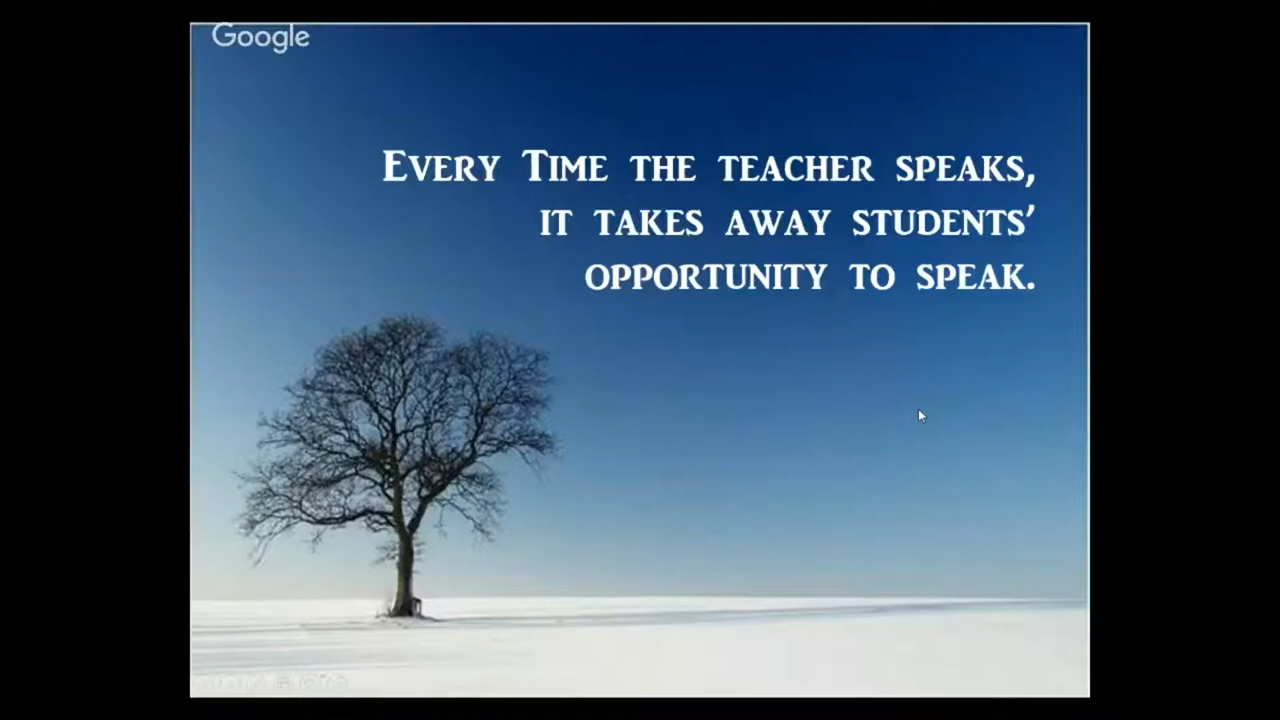 Google
Every Time the teacher speaks,
it takes away students’
opportunity to speak.